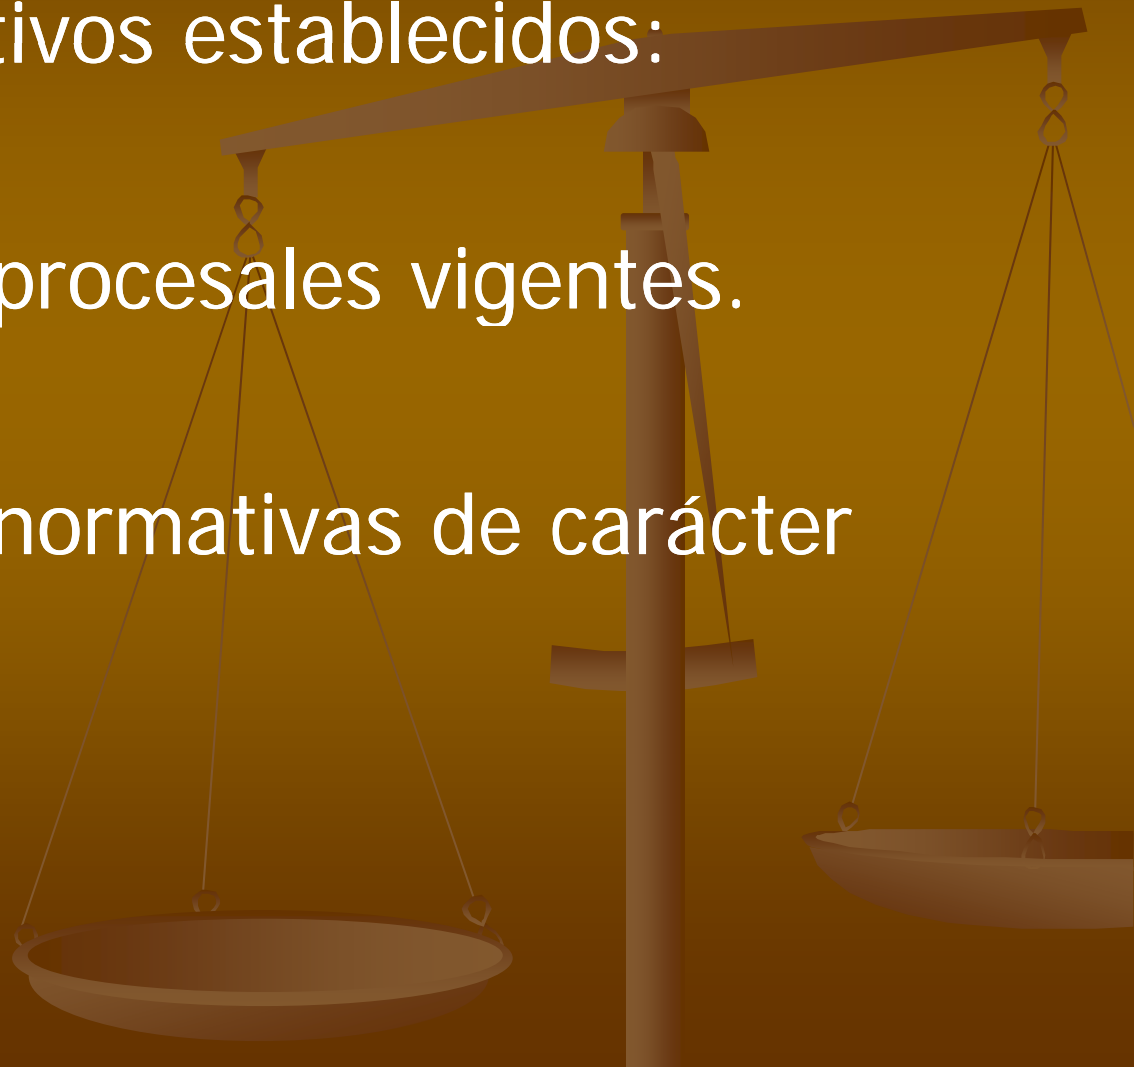 tivos establecidos:
procesales vigentes.
normativas de carácter